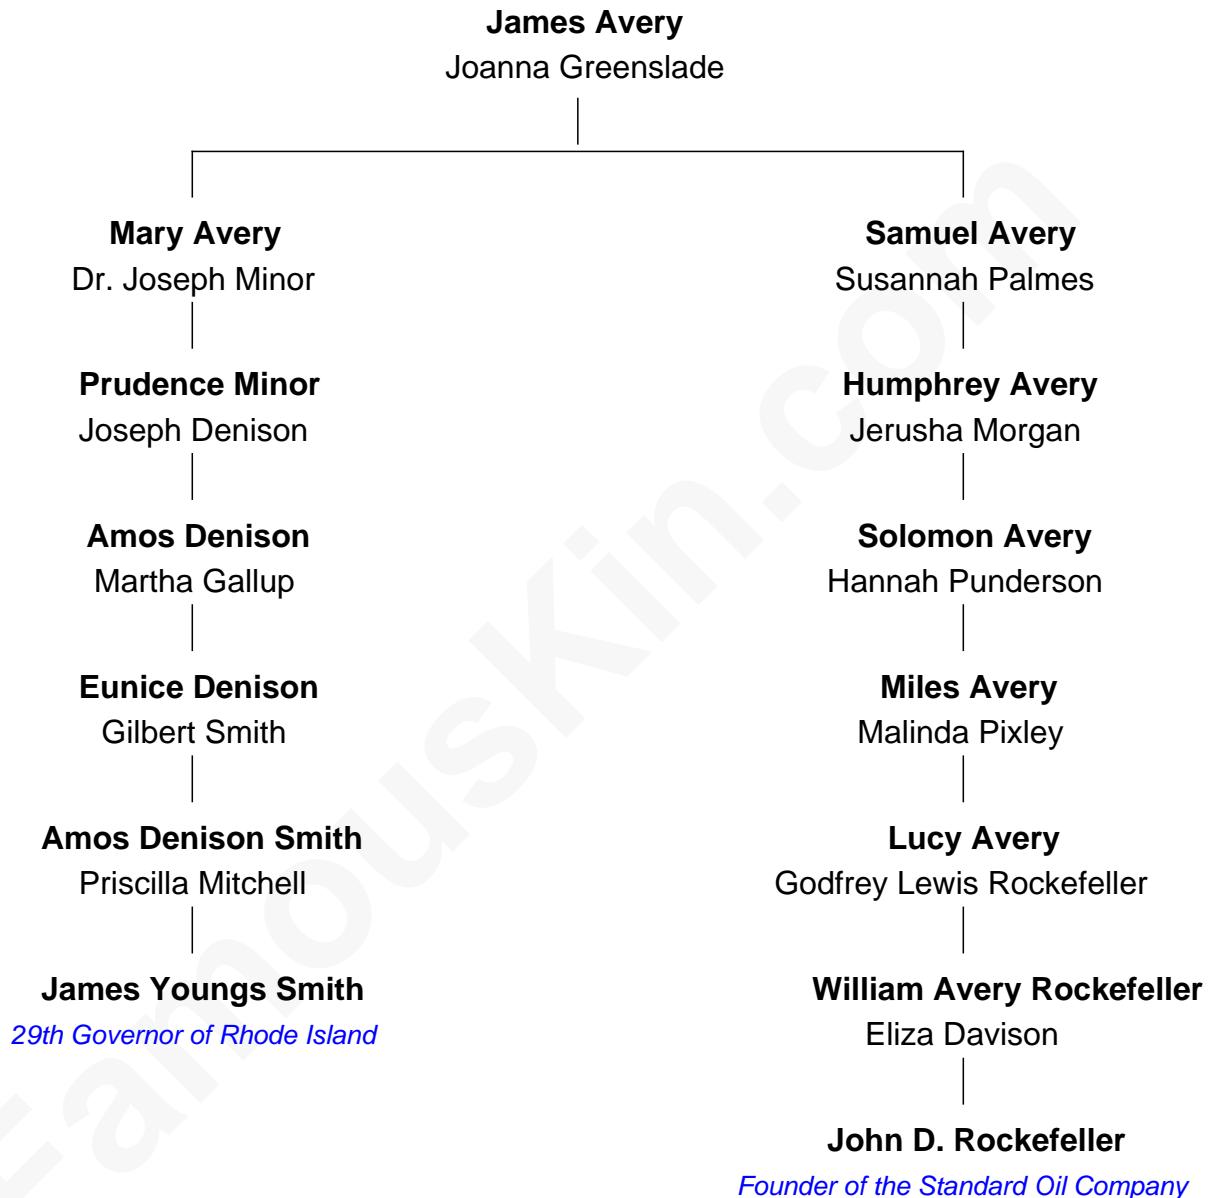 James Avery
Joanna Greenslade
Mary Avery
Dr. Joseph Minor
Prudence Minor
Joseph Denison
Amos Denison
Martha Gallup
Eunice Denison
Gilbert Smith
Amos Denison Smith
Priscilla Mitchell
James Youngs Smith
29th Governor of Rhode Island
Samuel Avery
Susannah Palmes
Humphrey Avery
Jerusha Morgan
Solomon Avery
Hannah Punderson
Miles Avery
Malinda Pixley
Lucy Avery
Godfrey Lewis Rockefeller
William Avery Rockefeller
Eliza Davison
John D. Rockefeller
Founder of the Standard Oil Company
FamousKin.com